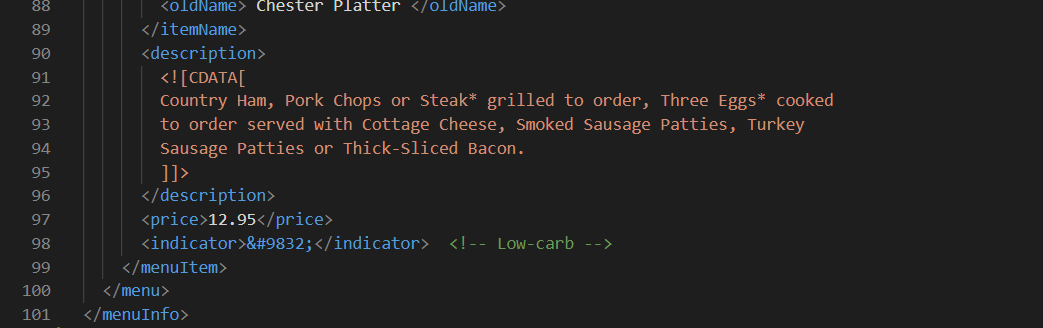 88 <oldName> Chester Platter </oldName>
89 </itemName>
90 <description>
91 <![CDATA[
92 Country Ham, Pork Chops or Steak* grilled to order, Three Eggs* cooked
93 to order served with Cottage Cheese, Smoked Sausage Patties, Turkey
94 Sausage Patties or Thick-Sliced Bacon.
95 ]]>
96 </description>
97 <price>12.95</price>
98 <indicator>&#9832;</indicator> <!-- Low-carb -->
99 </menuItem>
100 </menu>
101 </menuInfo>